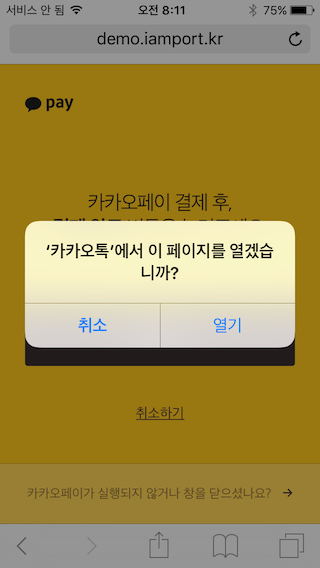 서비스 안 됨 오전 8:11 75%
demo.iamport.kr
pay
카카오페이 결제 후,
‘카카오톡’에서 이 페이지를 열겠습
니까?
취소 열기
취소하기
카카오페이가 실행되지 않거나 창을 닫으셨나요? →